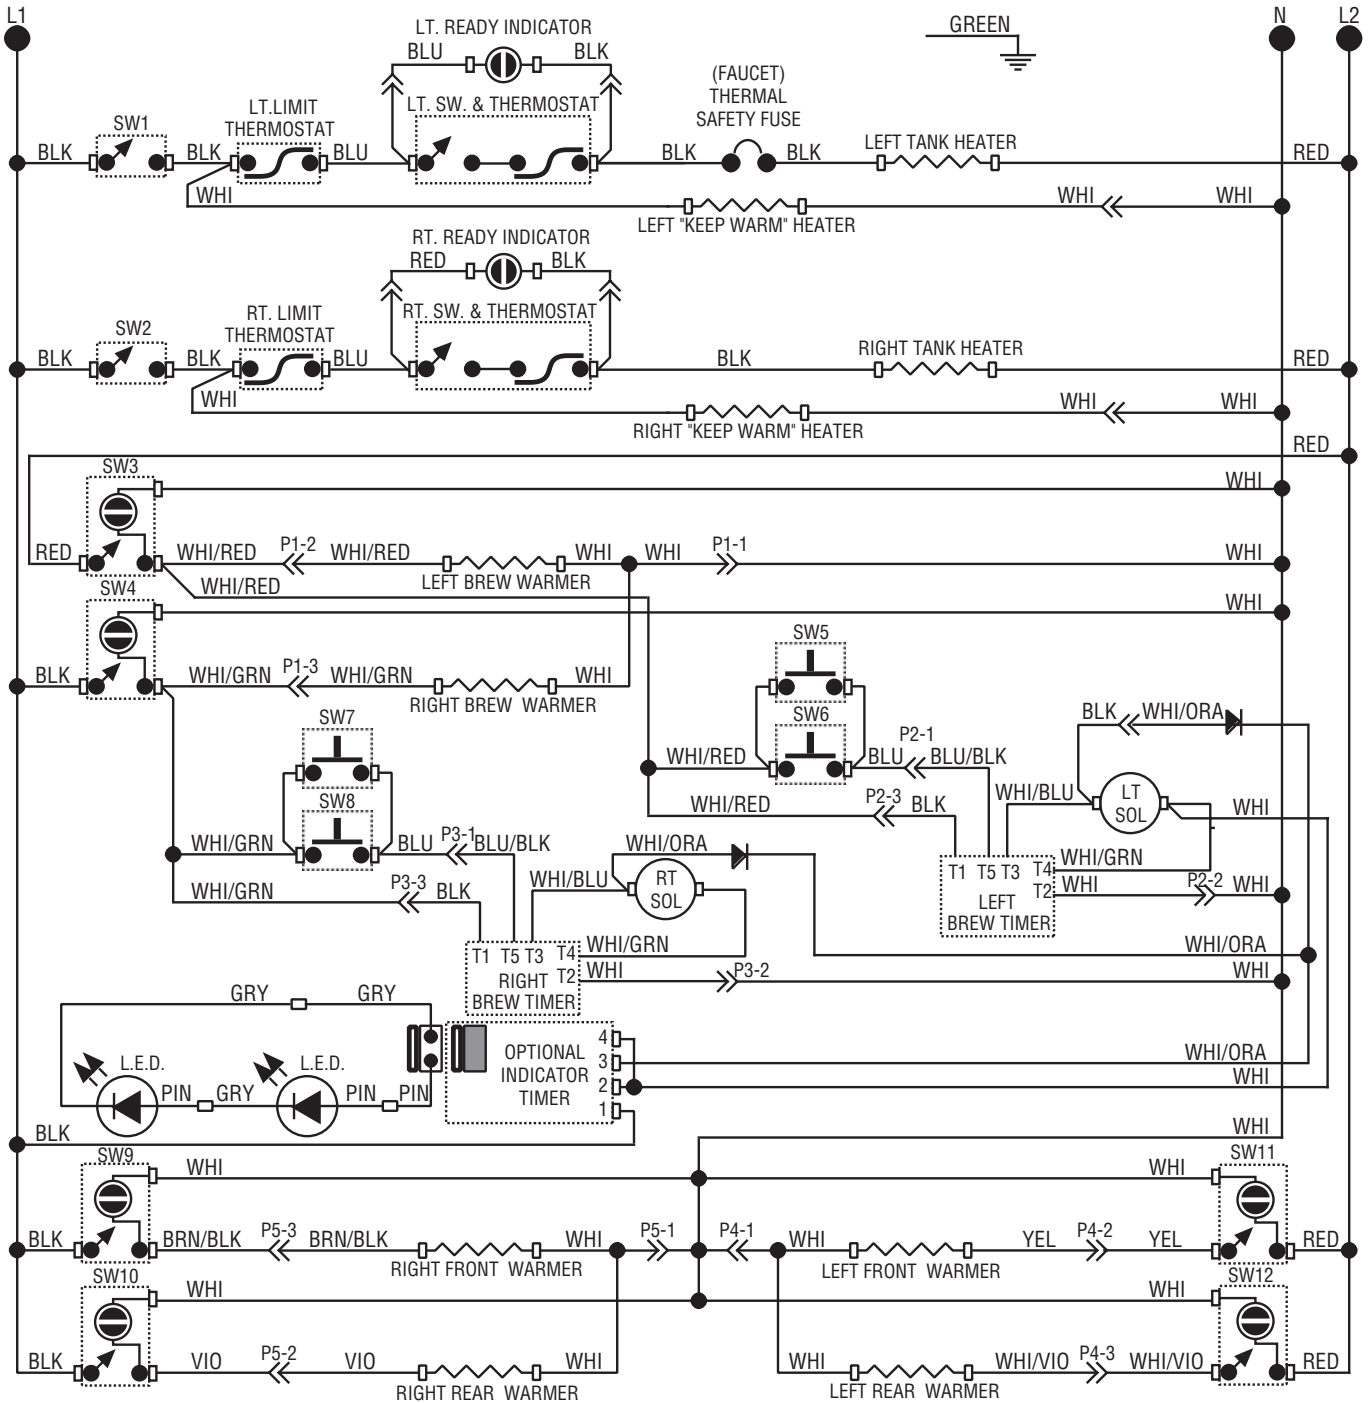 L1
LT. READY INDICATOR
GREEN
N
L2
BLU
BLK
(FAUCET)
THERMAL
SAFETY FUSE
LT.LIMIT
THERMOSTAT
LT. SW. & THERMOSTAT
SW1
LEFT TANK HEATER
BLK
BLK
BLU
BLK
BLK
RED
WHI
WHI
WHI
LEFT "KEEP WARM" HEATER
RT. READY INDICATOR
RED
BLK
RT. LIMIT
THERMOSTAT
RT. SW. & THERMOSTAT
SW2
RIGHT TANK HEATER
BLK
BLK
BLU
BLK
RED
WHI
WHI
WHI
RIGHT "KEEP WARM" HEATER
RED
SW3
WHI
RED
WHI/RED
P1-2
WHI/RED
LEFT BREW WARMER
WHI
WHI
P1-1
WHI
WHI/RED
SW4
WHI
BLK
WHI/GRN
P1-3
WHI/GRN
RIGHT BREW WARMER
WHI
SW5
SW6
SW7
SW8
BLK
WHI/ORA
WHI/RED
BLU
P2-1
BLU/BLK
WHI/BLU
LT
SOL
WHI
WHI/RED
P2-3
BLK
WHI/GRN
BLU
P3-1
BLU/BLK
WHI/ORA
WHI/GRN
T1 T5 T3 T4
T2
LEFT
BREW TIMER
WHI
P2-2
WHI
WHI/GRN
P3-3
BLK
WHI/BLU
RT
SOL
WHI/GRN
WHI/ORA
T1 T5 T3 T4
T2
RIGHT
BREW TIMER
WHI
P3-2
WHI
GRY
GRY
OPTIONAL
INDICATOR
TIMER
4
3
2
1
WHI/ORA
WHI
L.E.D.
L.E.D.
PIN
GRY
PIN
PIN
BLK
WHI
SW9
WHI
WHI
SW11
BLK
BRN/BLK
P5-3
BRN/BLK
RIGHT FRONT WARMER
WHI
P5-1
P4-1
WHI
LEFT FRONT WARMER
YEL
P4-2
YEL
RED
SW10
WHI
WHI
SW12
BLK
VIO
P5-2
VIO
RIGHT REAR WARMER
WHI
WHI
LEFT REAR WARMER
WHI/VIO
P4-3
WHI/VIO
RED